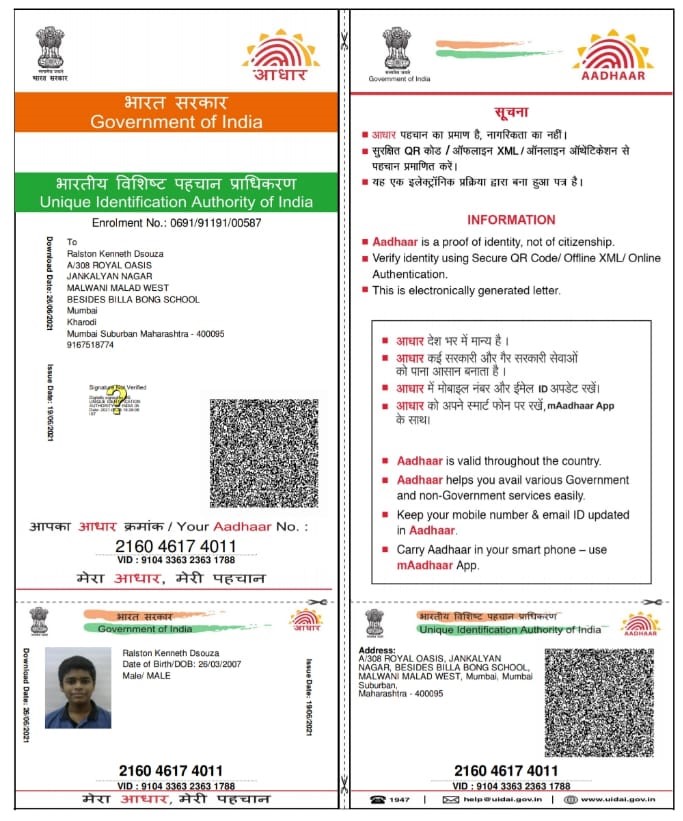 सत्यमेव जयते
भारत सरकार
आधार
भारत सरकार
Government of India
भारतीय विशिष्ट पहचान प्राधिकरण
Unique Identification Authority of India
Enrolment No.: 0691/91191/00587
Download Date: 26/06/2021
To
Ralston Kenneth Dsouza
A/308 ROYAL OASIS
JANKALYAN NAGAR
MALWANI MALAD WEST
BESIDES BILLA BONG SCHOOL
Mumbai
Kharodi
Mumbai Suburban Maharashtra - 400095
9167518774
Issue Date: 19/06/2021
Signature Not Verified
आपका आधार क्रमांक / Your Aadhaar No. :
2160 4617 4011
VID : 9104 3363 2363 1788
मेरा आधार, मेरी पहचान
भारत सरकार
Government of India
आधार
Download Date: 26/06/2021
Ralston Kenneth Dsouza
Date of Birth/DOB: 26/03/2007
Male/ MALE
Issue Date: 19/06/2021
2160 4617 4011
VID : 9104 3363 2363 1788
मेरा आधार, मेरी पहचान
सत्यमेव जयते
Government of India
AADHAAR
सूचना
आधार पहचान का प्रमाण है, नागरिकता का नहीं।
सुरक्षित QR कोड / ऑफलाइन XML / ऑनलाइन ऑथेंटिकेशन से
पहचान प्रमाणित करें।
यह एक इलेक्ट्रॉनिक प्रक्रिया द्वारा बना हुआ पत्र है।
INFORMATION
Aadhaar is a proof of identity, not of citizenship.
Verify identity using Secure QR Code/ Offline XML/ Online
Authentication.
This is electronically generated letter.
आधार देश भर में मान्य है ।
आधार कई सरकारी और गैर सरकारी सेवाओं
को पाना आसान बनाता है ।
आधार में मोबाइल नंबर और ईमेल ID अपडेट रखें।
आधार को अपने स्मार्ट फोन पर रखें, mAadhaar App
के साथ।
Aadhaar is valid throughout the country.
Aadhaar helps you avail various Government
and non-Government services easily.
Keep your mobile number & email ID updated
in Aadhaar.
Carry Aadhaar in your smart phone – use
mAadhaar App.
भारतीय विशिष्ट पहचान प्राधिकरण
Unique Identification Authority of India
AADHAAR
Address:
A/308 ROYAL OASIS, JANKALYAN
NAGAR, BESIDES BILLA BONG SCHOOL,
MALWANI MALAD WEST, Mumbai, Mumbai
Suburban,
Maharashtra - 400095
2160 4617 4011
VID : 9104 3363 2363 1788
1947 | help@uidai.gov.in | www.uidai.gov.in